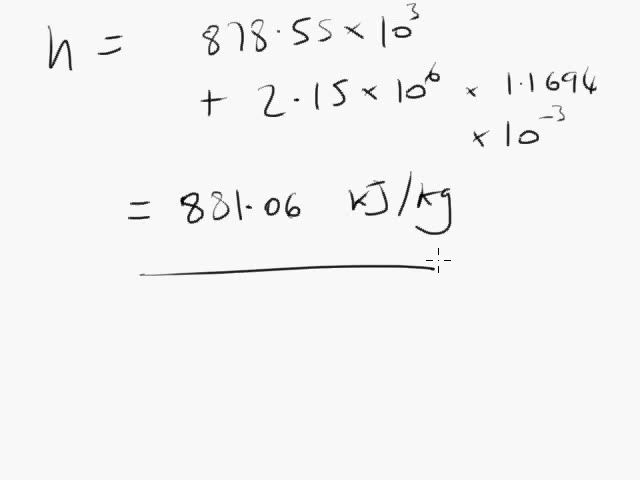 h = 878.55 × 10³
+ 2.15 × 10⁶ × 1.1694
× 10⁻³
= 881.06 kJ/kg